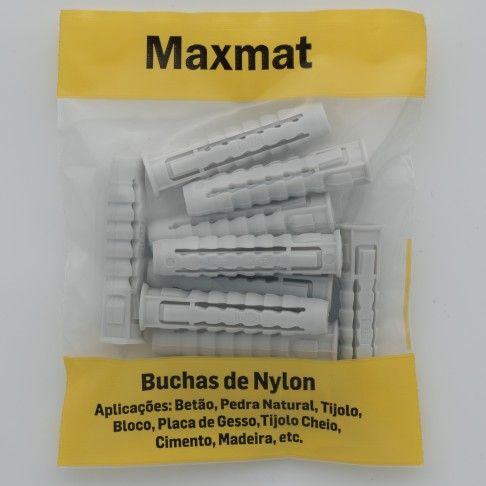 Maxmat
Buchas de Nylon
Aplicações: Betão, Pedra Natural, Tijolo,
Bloco, Placa de Gesso,Tijolo Cheio,
Cimento, Madeira, etc.